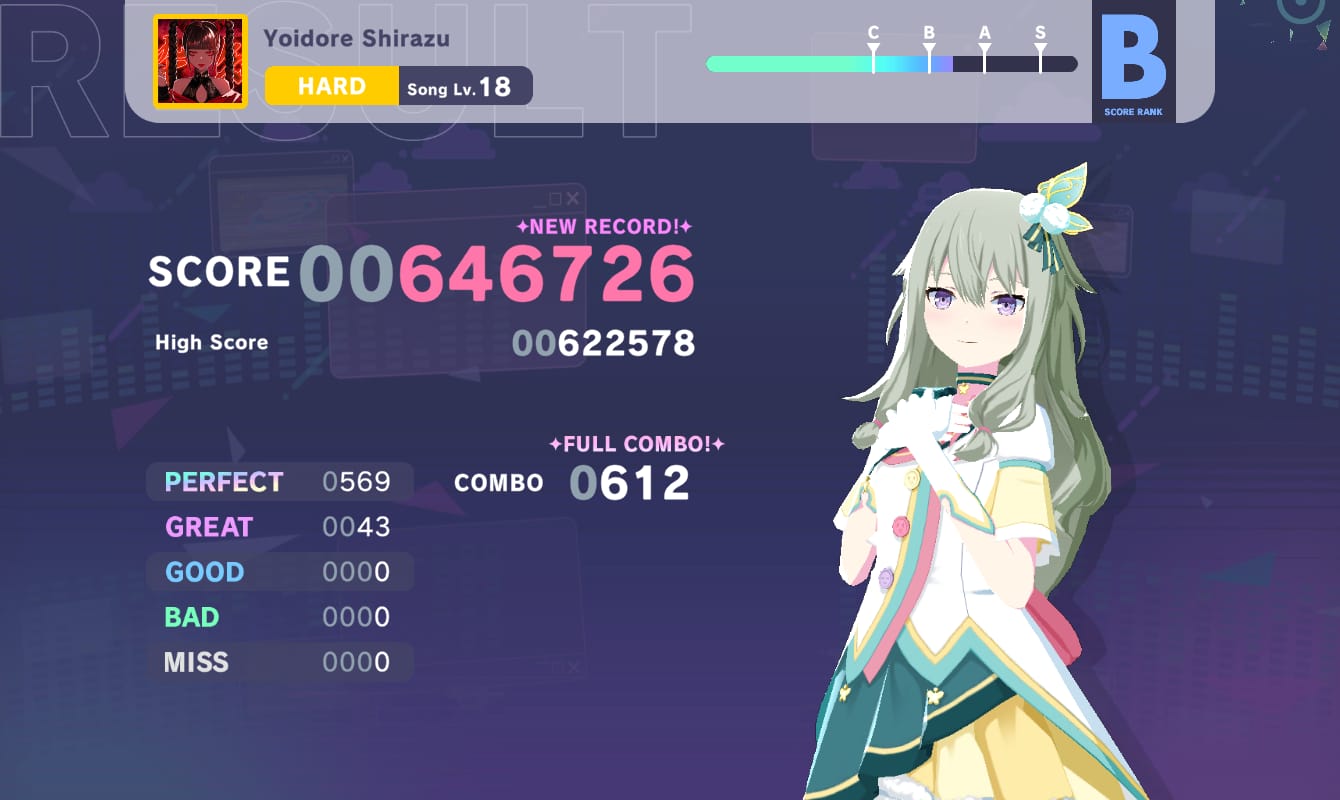 RESULT
Yoidore Shirazu
HARD Song Lv.18
C B A S
B
SCORE RANK
✦NEW RECORD!✦
SCORE 00646726
High Score 00622578
✦FULL COMBO!✦
COMBO 0612
PERFECT 0569
GREAT 0043
GOOD 0000
BAD 0000
MISS 0000